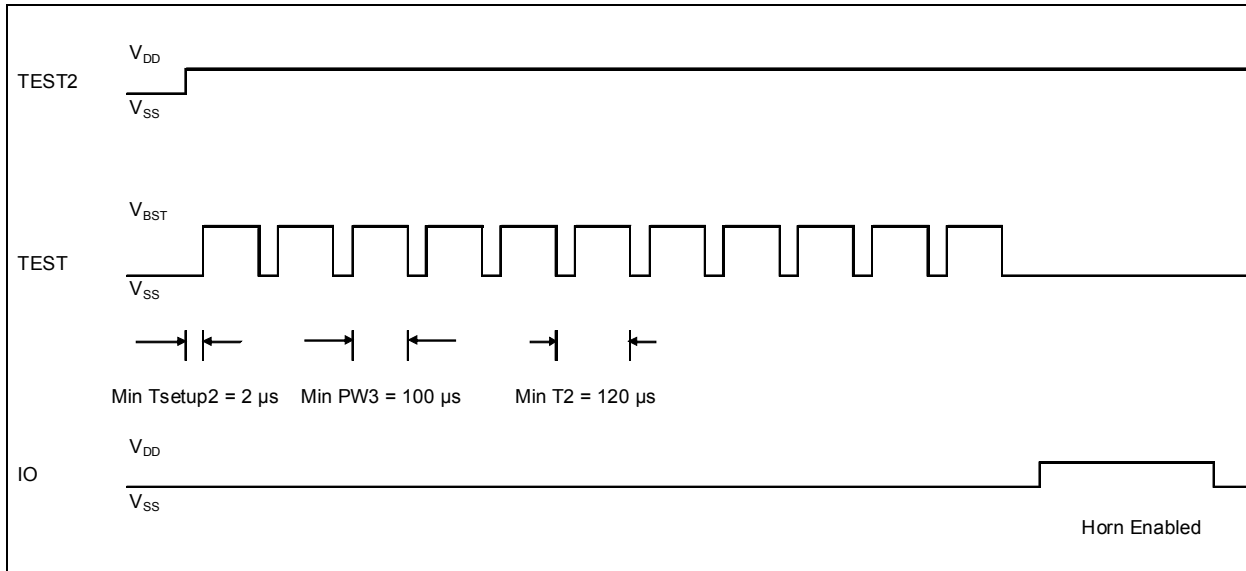 V_DD
TEST2
V_SS
V_BST
TEST
V_SS
Min Tsetup2 = 2 µs Min PW3 = 100 µs Min T2 = 120 µs
V_DD
IO
V_SS
Horn Enabled